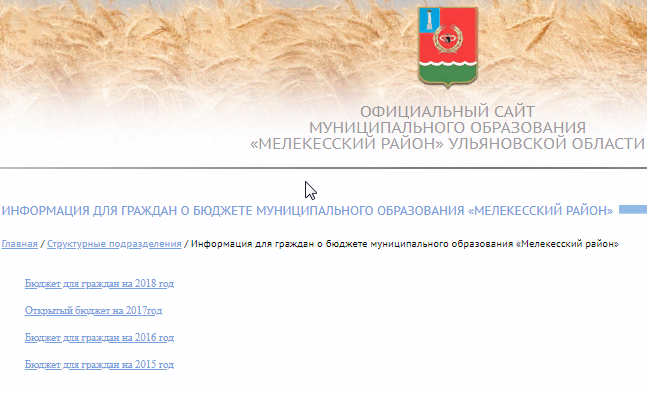 ОФИЦИАЛЬНЫЙ САЙТ
МУНИЦИПАЛЬНОГО ОБРАЗОВАНИЯ
«МЕЛЕКЕССКИЙ РАЙОН» УЛЬЯНОВСКОЙ ОБЛАСТИ
ИНФОРМАЦИЯ ДЛЯ ГРАЖДАН О БЮДЖЕТЕ МУНИЦИПАЛЬНОГО ОБРАЗОВАНИЯ «МЕЛЕКЕССКИЙ РАЙОН»
Главная / Структурные подразделения / Информация для граждан о бюджете муниципального образования «Мелекесский район»
Бюджет для граждан на 2018 год
Открытый бюджет на 2017год
Бюджет для граждан на 2016 год
Бюджет для граждан на 2015 год